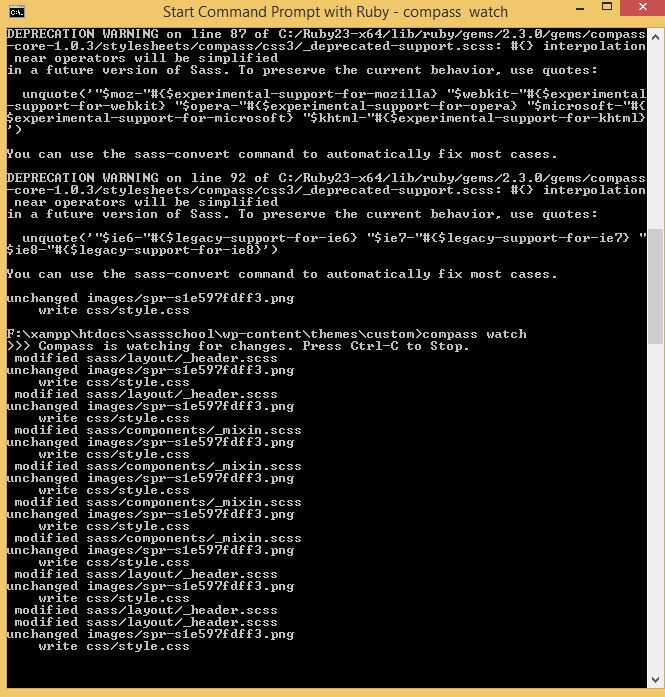 Start Command Prompt with Ruby - compass  watch
DEPRECATION WARNING on line 87 of C:/Ruby23-x64/lib/ruby/gems/2.3.0/gems/compass
-core-1.0.3/stylesheets/compass/css3/_deprecated-support.scss: #{} interpolation
 near operators will be simplified
in a future version of Sass. To preserve the current behavior, use quotes:
  unquote('"$moz-"#{$experimental-support-for-mozilla} "$webkit-"#{$experimental
-support-for-webkit} "$opera-"#{$experimental-support-for-opera} "$microsoft-"#{
$experimental-support-for-microsoft} "$khtml-"#{$experimental-support-for-khtml}
')
You can use the sass-convert command to automatically fix most cases.
DEPRECATION WARNING on line 92 of C:/Ruby23-x64/lib/ruby/gems/2.3.0/gems/compass
-core-1.0.3/stylesheets/compass/css3/_deprecated-support.scss: #{} interpolation
 near operators will be simplified
in a future version of Sass. To preserve the current behavior, use quotes:
  unquote('"$ie6-"#{$legacy-support-for-ie6} "$ie7-"#{$legacy-support-for-ie7} "
$ie8-"#{$legacy-support-for-ie8}')
You can use the sass-convert command to automatically fix most cases.
unchanged images/spr-s1e597fdff3.png
    write css/style.css
F:\xampp\htdocs\sassschool\wp-content\themes\custom>compass watch
>>> Compass is watching for changes. Press Ctrl-C to Stop.
 modified sass/layout/_header.scss
unchanged images/spr-s1e597fdff3.png
    write css/style.css
 modified sass/layout/_header.scss
unchanged images/spr-s1e597fdff3.png
    write css/style.css
 modified sass/components/_mixin.scss
unchanged images/spr-s1e597fdff3.png
    write css/style.css
 modified sass/components/_mixin.scss
unchanged images/spr-s1e597fdff3.png
    write css/style.css
 modified sass/components/_mixin.scss
unchanged images/spr-s1e597fdff3.png
    write css/style.css
 modified sass/components/_mixin.scss
unchanged images/spr-s1e597fdff3.png
    write css/style.css
 modified sass/layout/_header.scss
unchanged images/spr-s1e597fdff3.png
    write css/style.css
 modified sass/layout/_header.scss
 modified sass/layout/_header.scss
unchanged images/spr-s1e597fdff3.png
    write css/style.css